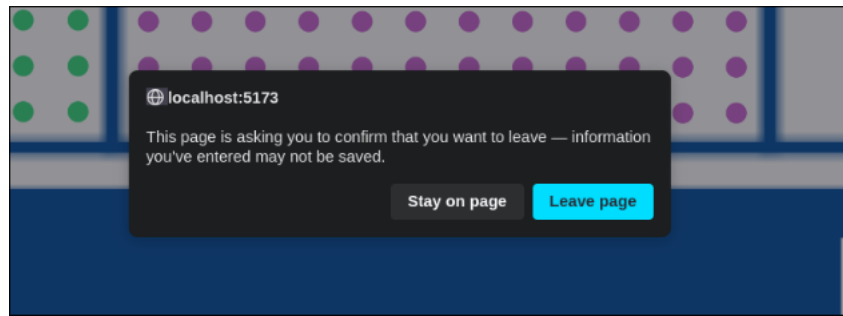 localhost:5173
This page is asking you to confirm that you want to leave — information
you've entered may not be saved.
Stay on page
Leave page